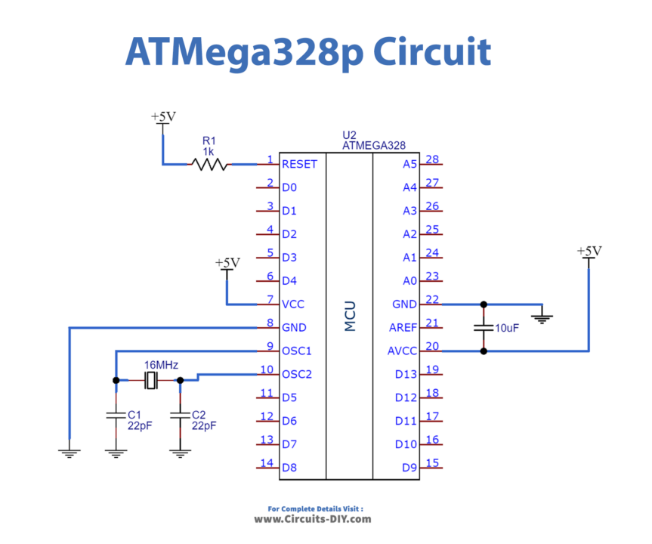 ATMega328p Circuit
+5V
R1
1k
U2
ATMEGA328
1 RESET
2 D0
3 D1
4 D2
5 D3
6 D4
7 VCC
8 GND
9 OSC1
10 OSC2
11 D5
12 D6
13 D7
14 D8
MCU
A5 28
A4 27
A3 26
A2 25
A1 24
A0 23
GND 22
AREF 21
AVCC 20
D13 19
D12 18
D11 17
D10 16
D9 15
+5V
+5V
10uF
16MHz
C1
22pF
C2
22pF
For Complete Details Visit :
www.Circuits-DIY.com